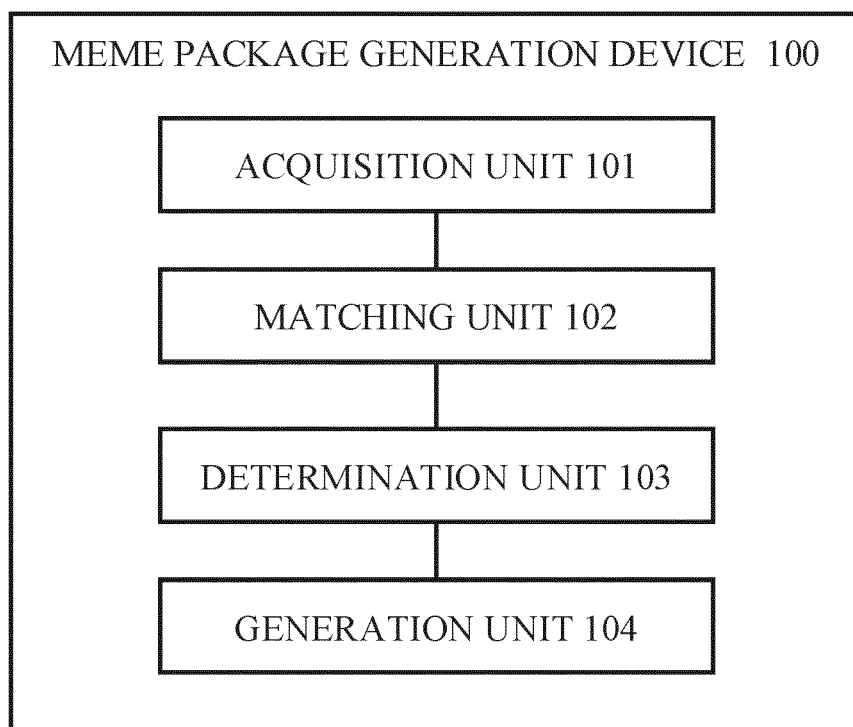 MEME PACKAGE GENERATION DEVICE 100
ACQUISITION UNIT 101
MATCHING UNIT 102
DETERMINATION UNIT 103
GENERATION UNIT 104